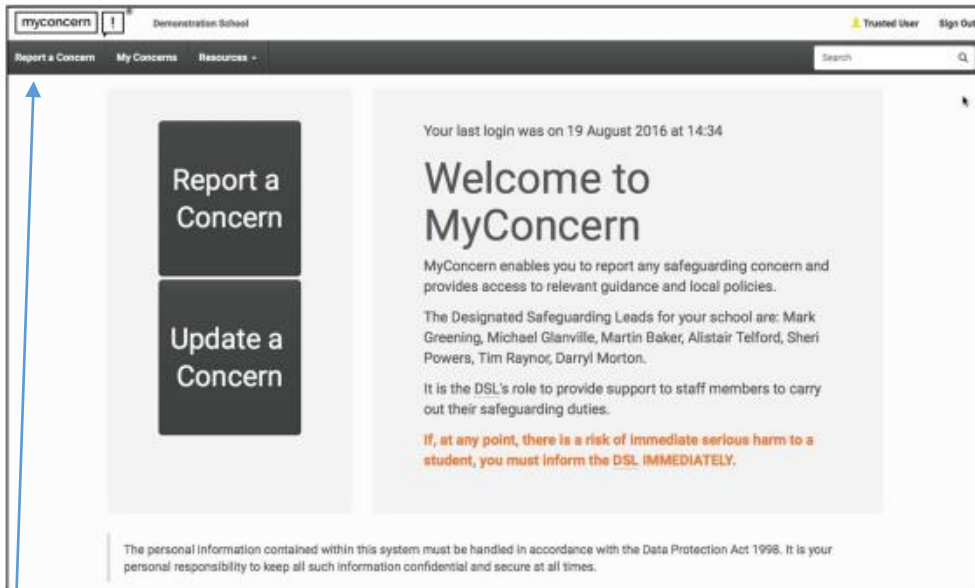 myconcern ! ® Demonstration School Trusted User Sign Out
Report a Concern My Concerns Resources Search
Report a
Concern
Update a
Concern
Your last login was on 19 August 2016 at 14:34
Welcome to
MyConcern
MyConcern enables you to report any safeguarding concern and
provides access to relevant guidance and local policies.
The Designated Safeguarding Leads for your school are: Mark
Greening, Michael Glanville, Martin Baker, Alistair Telford, Sheri
Powers, Tim Raynor, Darryl Morton.
It is the DSL's role to provide support to staff members to carry
out their safeguarding duties.
If, at any point, there is a risk of immediate serious harm to a
student, you must inform the DSL IMMEDIATELY.
The personal information contained within this system must be handled in accordance with the Data Protection Act 1998. It is your
personal responsibility to keep all such information confidential and secure at all times.